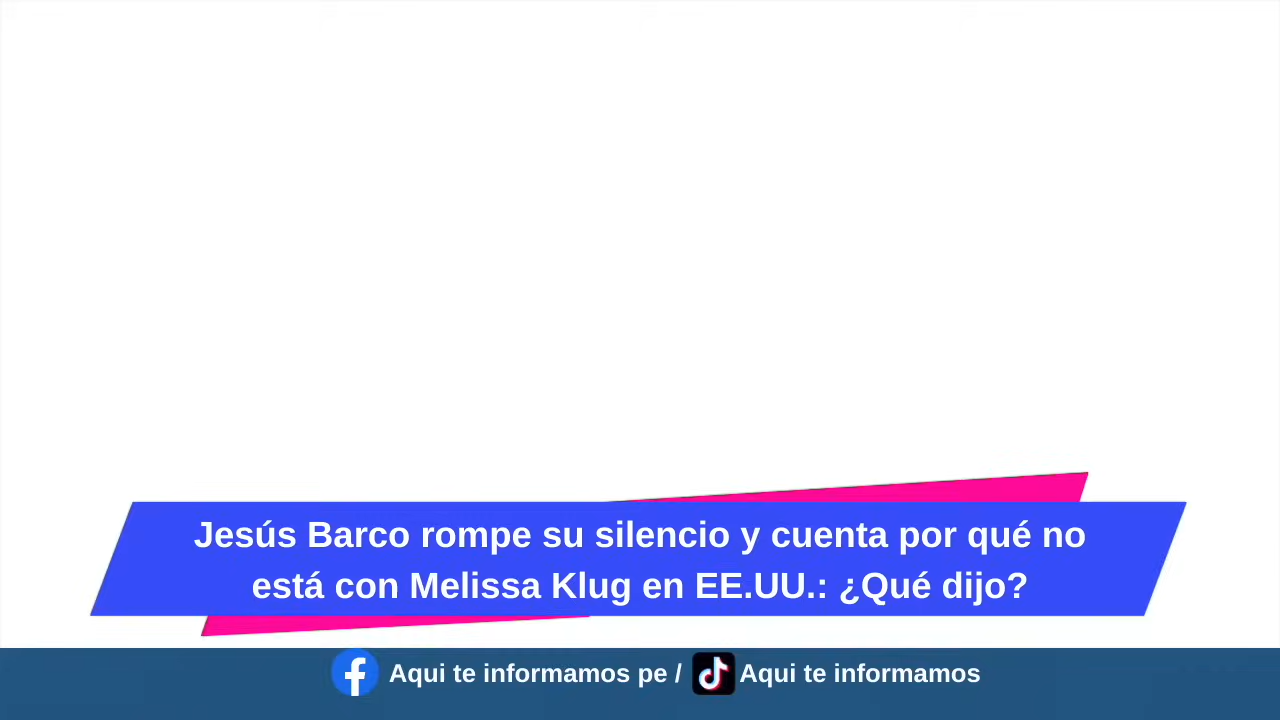 Jesús Barco rompe su silencio y cuenta por qué no
está con Melissa Klug en EE.UU.: ¿Qué dijo?
Aqui te informamos pe / Aqui te informamos